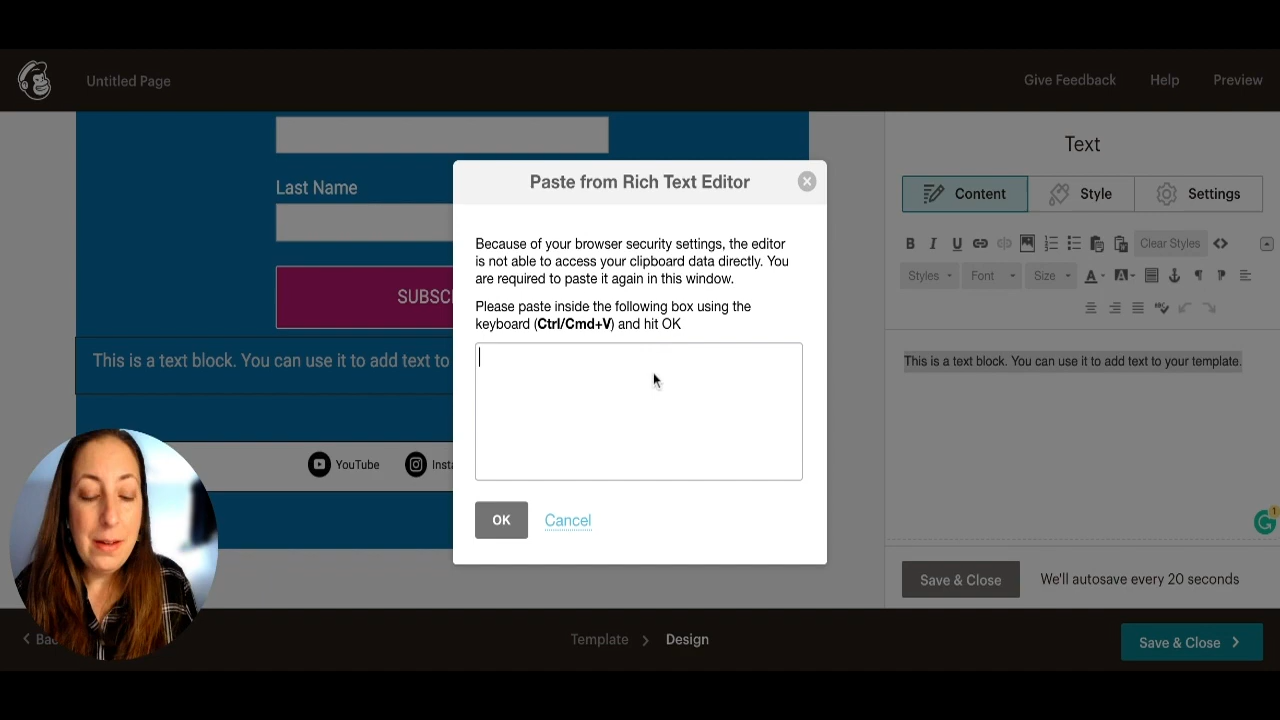 Untitled Page
Give Feedback
Help
Preview
Text
Content
Style
Settings
B I U
Clear Styles
Styles
Font
Size
A
A
ABC
Last Name
SUBSC
This is a text block. You can use it to add text to
YouTube
Insta
Paste from Rich Text Editor
Because of your browser security settings, the editor
is not able to access your clipboard data directly. You
are required to paste it again in this window.
Please paste inside the following box using the
keyboard (Ctrl/Cmd+V) and hit OK
OK
Cancel
This is a text block. You can use it to add text to your template.
1
Save & Close
We'll autosave every 20 seconds
Bac
Template
Design
Save & Close